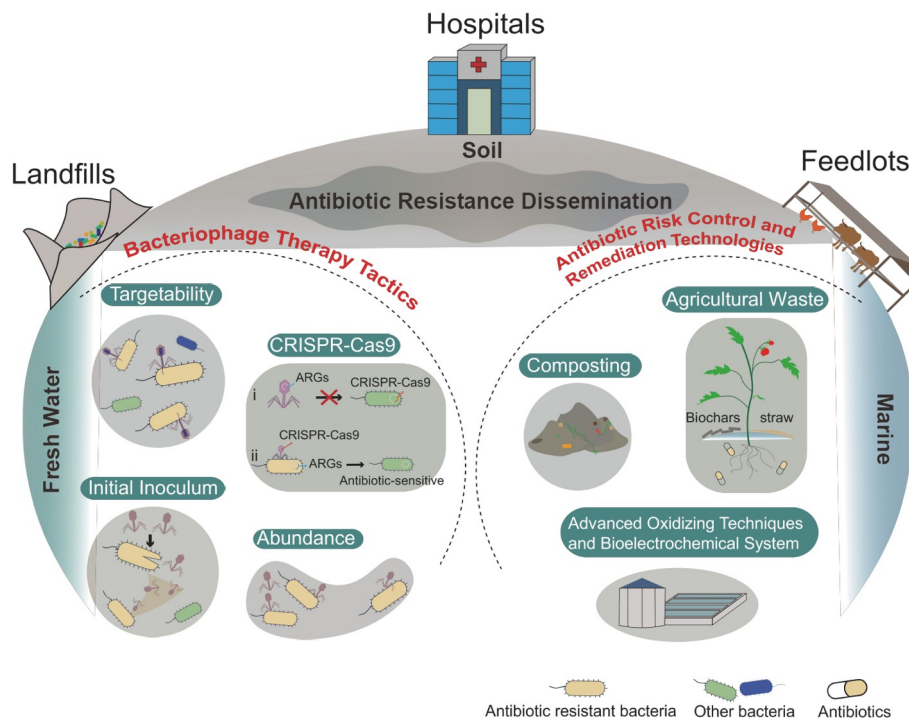 Hospitals
Soil
Landfills
Feedlots
Antibiotic Resistance Dissemination
Bacteriophage Therapy Tactics
Antibiotic Risk Control and
Remediation Technologies
Targetability
CRISPR-Cas9
i
ARGs
CRISPR-Cas9
CRISPR-Cas9
ii
ARGs
Antibiotic-sensitive
Initial Inoculum
Abundance
Fresh Water
Agricultural Waste
Composting
Biochars
straw
Advanced Oxidizing Techniques
and Bioelectrochemical System
Marine
Antibiotic resistant bacteria
Other bacteria
Antibiotics